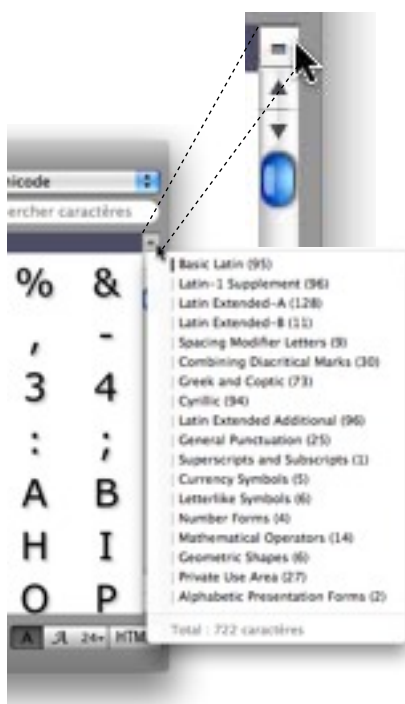 nicode
ercher caractères
% &
, -
3 4
: ;
A B
H I
O P
A 24▾ HTM
Basic Latin (95)
Latin-1 Supplement (96)
Latin Extended-A (128)
Latin Extended-B (11)
Spacing Modifier Letters (9)
Combining Diacritical Marks (30)
Greek and Coptic (73)
Cyrillic (94)
Latin Extended Additional (96)
General Punctuation (25)
Superscripts and Subscripts (1)
Currency Symbols (5)
Letterlike Symbols (6)
Number Forms (4)
Mathematical Operators (14)
Geometric Shapes (6)
Private Use Area (27)
Alphabetic Presentation Forms (2)
Total : 722 caractères